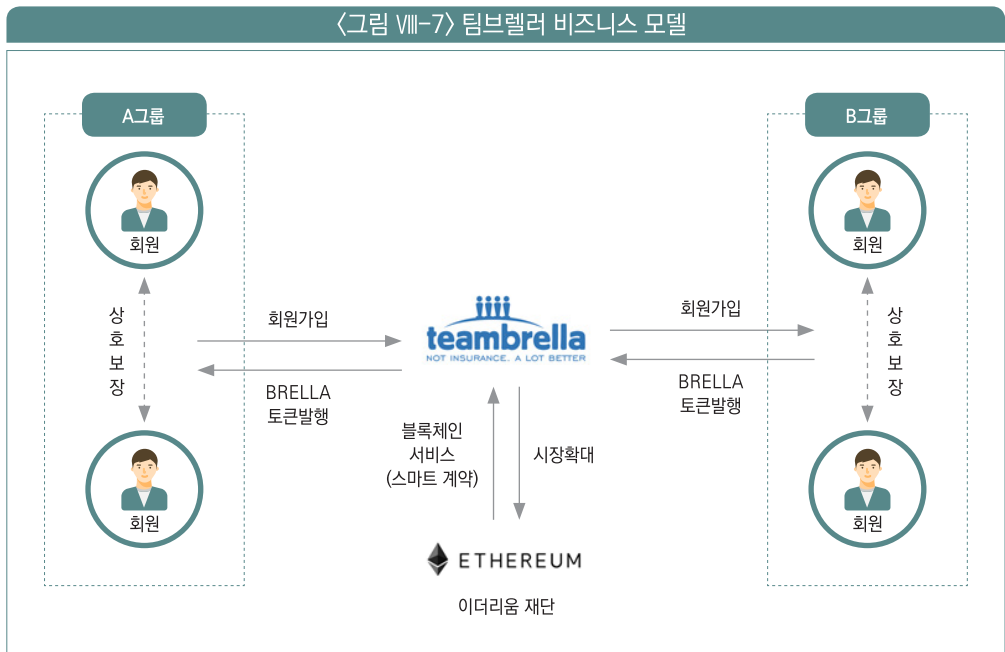 〈그림 Ⅷ-7〉 팀브렐러 비즈니스 모델
A그룹
회원
상
호
보
장
회원
회원가입
BRELLA
토큰발행
teambrella
NOT INSURANCE. A LOT BETTER
블록체인
서비스
(스마트 계약)
시장확대
ETHEREUM
이더리움 재단
회원가입
BRELLA
토큰발행
B그룹
회원
상
호
보
장
회원